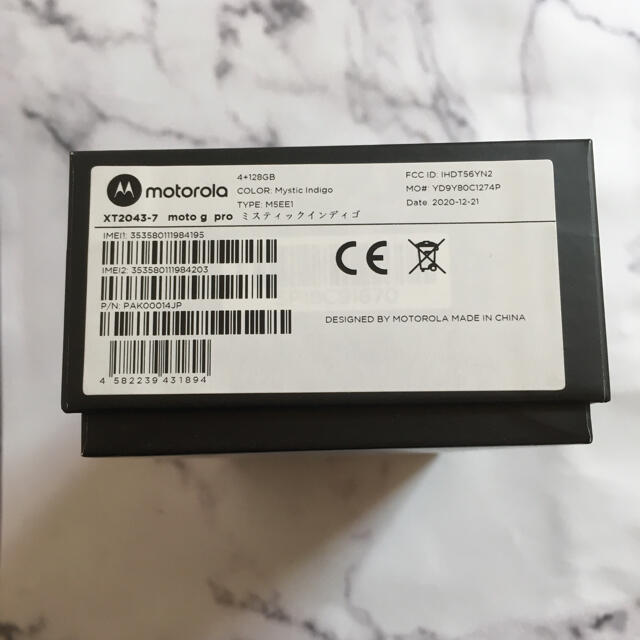 motorola
XT2043-7 moto g pro
4+128GB
COLOR: Mystic Indigo
TYPE: M5EE1
ミスティックインディゴ
FCC ID: IHDT56YN2
MO#: YD9Y80C1274P
Date: 2020-12-21
IMEI1: 353580111984195
IMEI2: 353580111984203
P/N: PAK00014JP
4 582239 431894
CE
DESIGNED BY MOTOROLA MADE IN CHINA